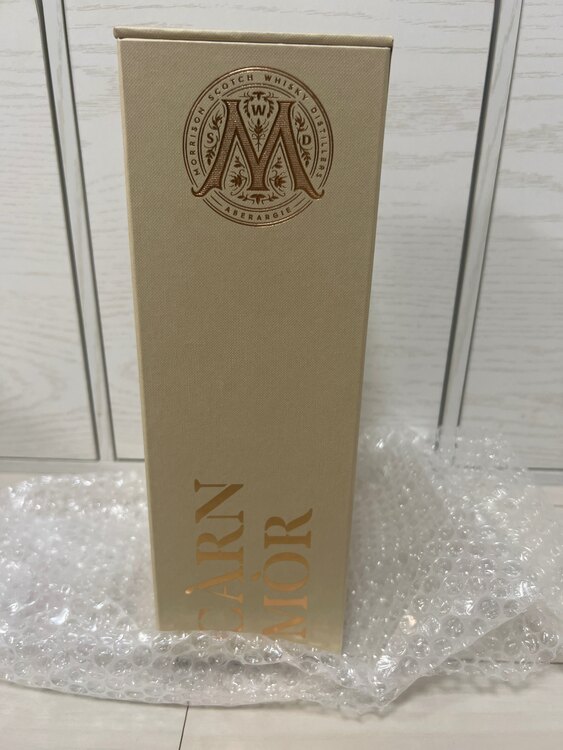 MORRISON SCOTCH WHISKY DISTILLERS
S W D
M
ABERARGIE
CÀRN
MÒR